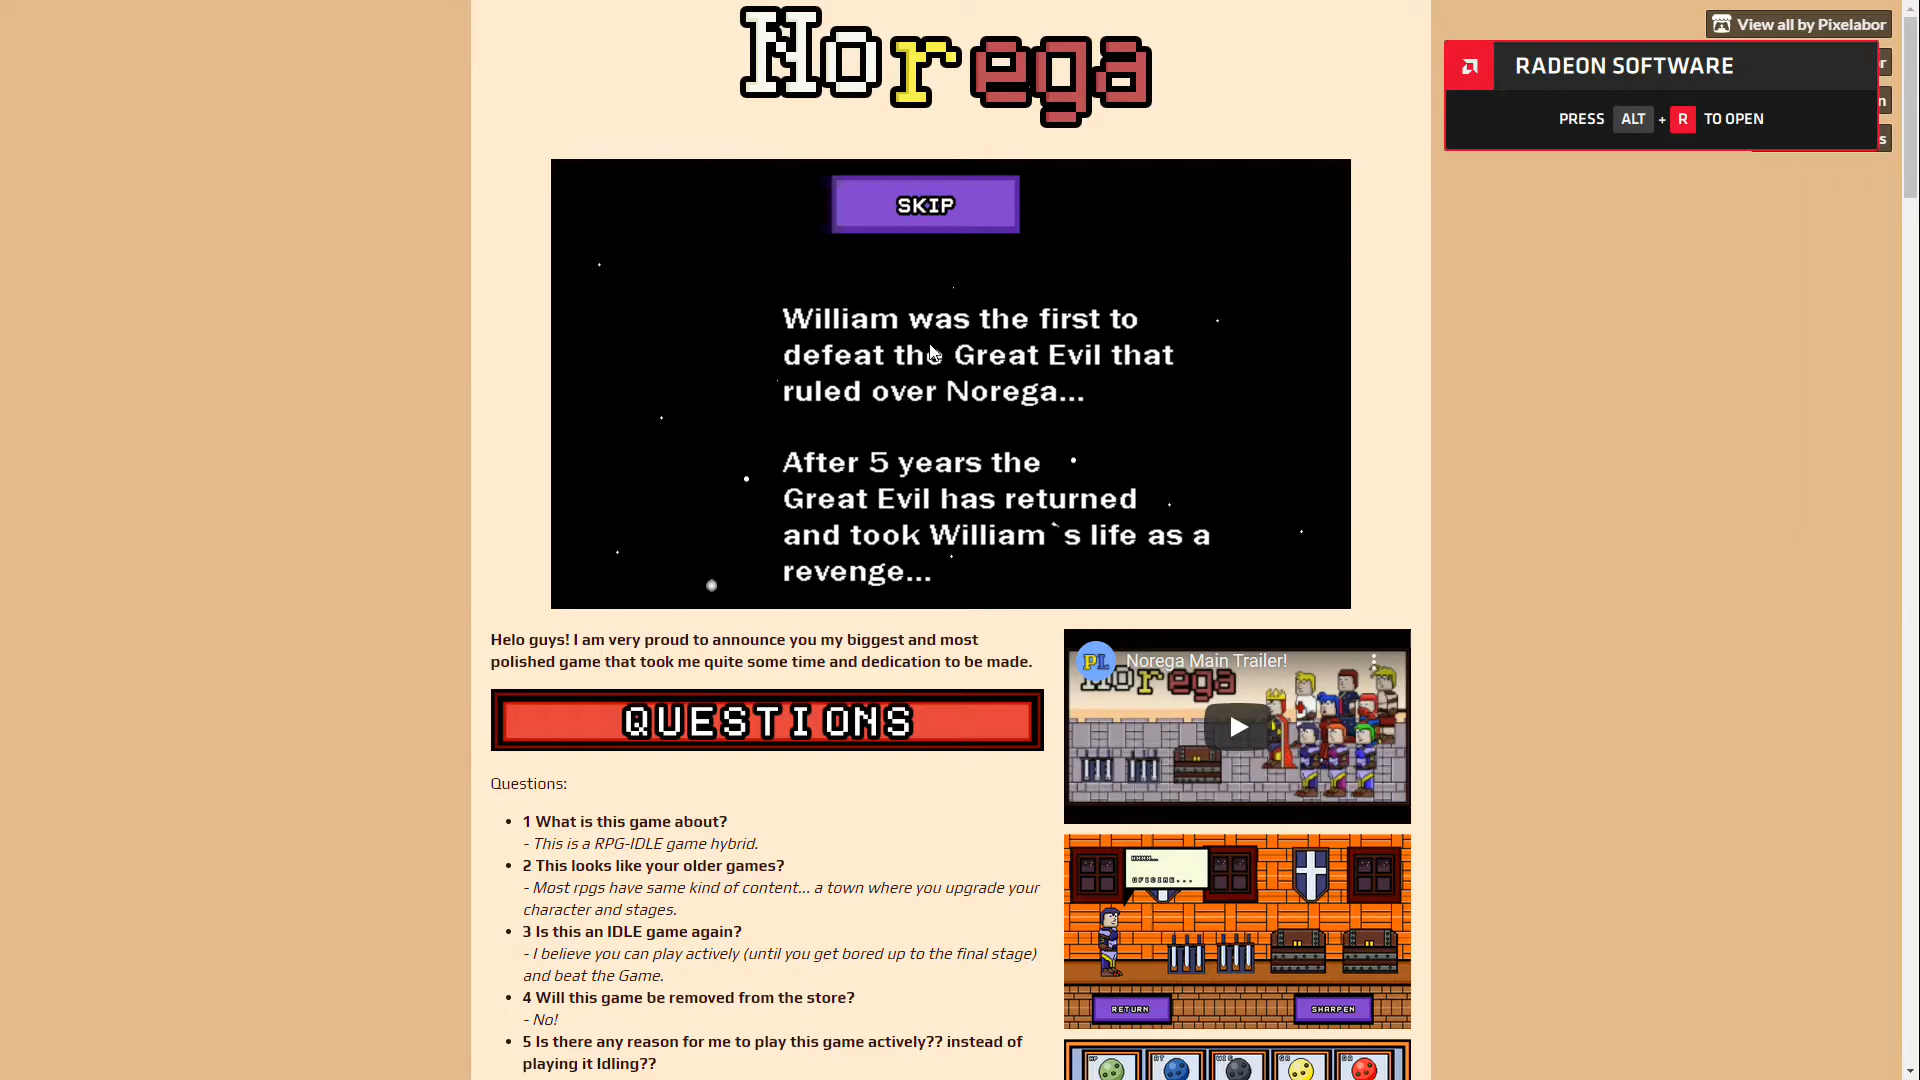 Norega
View all by Pixelabor
RADEON SOFTWARE
PRESS ALT + R TO OPEN
SKIP
William was the first to
defeat the Great Evil that
ruled over Norega...
After 5 years the
Great Evil has returned
and took William`s life as a
revenge...
Helo guys! I am very proud to announce you my biggest and most
polished game that took me quite some time and dedication to be made.
QUESTIONS
Questions:
1 What is this game about?
- This is a RPG-IDLE game hybrid.
2 This looks like your older games?
- Most rpgs have same kind of content... a town where you upgrade your
character and stages.
3 Is this an IDLE game again?
- I believe you can play actively (until you get bored up to the final stage)
and beat the Game.
4 Will this game be removed from the store?
- No!
5 Is there any reason for me to play this game actively?? instead of
playing it Idling??
PL
Norega Main Trailer!
Norega
HMMM...
OFICINE...
RETURN
SHARPEN